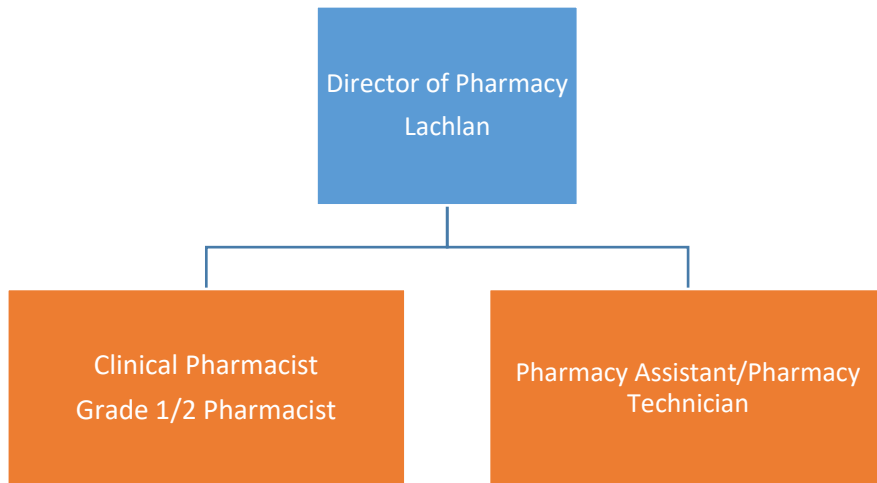 Director of Pharmacy
Lachlan
Clinical Pharmacist
Grade 1/2 Pharmacist
Pharmacy Assistant/Pharmacy
Technician